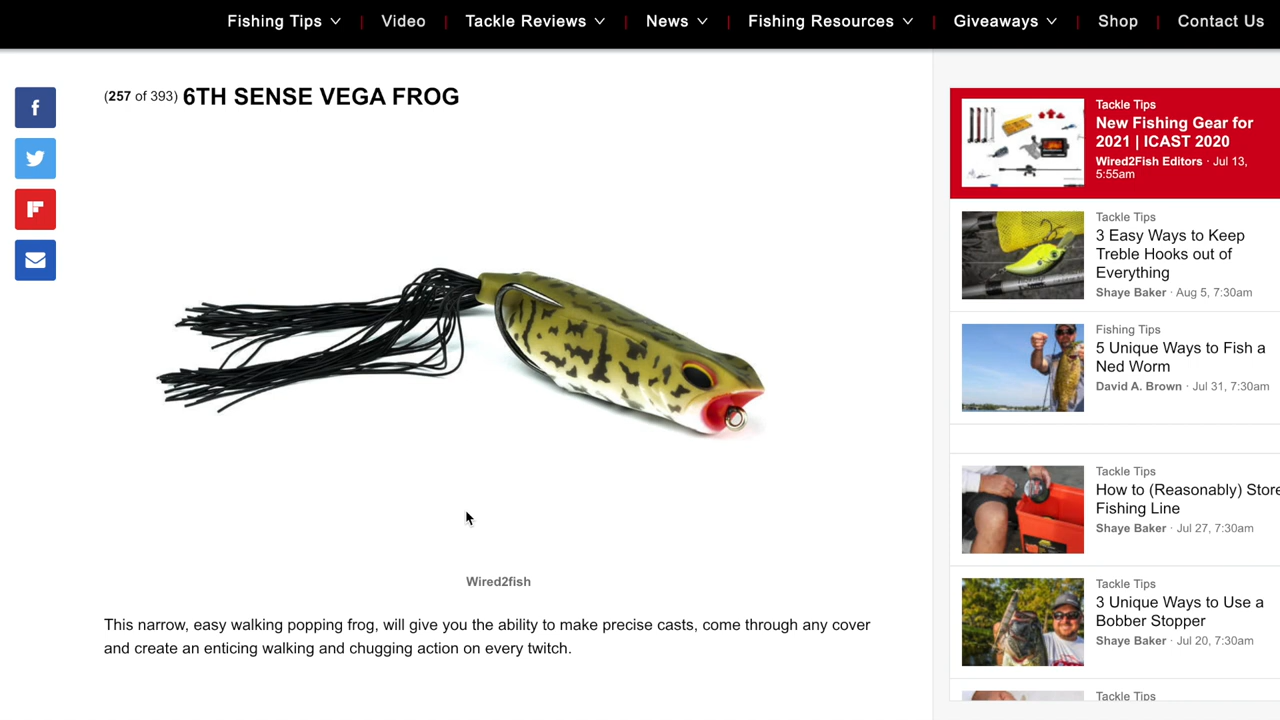 Fishing Tips | Video | Tackle Reviews | News | Fishing Resources | Giveaways | Shop | Contact Us
(257 of 393) 6TH SENSE VEGA FROG
Wired2fish
This narrow, easy walking popping frog, will give you the ability to make precise casts, come through any cover
and create an enticing walking and chugging action on every twitch.
Tackle Tips
New Fishing Gear for
2021 | ICAST 2020
Wired2Fish Editors · Jul 13,
5:55am
Tackle Tips
3 Easy Ways to Keep
Treble Hooks out of
Everything
Shaye Baker · Aug 5, 7:30am
Fishing Tips
5 Unique Ways to Fish a
Ned Worm
David A. Brown · Jul 31, 7:30am
Tackle Tips
How to (Reasonably) Store
Fishing Line
Shaye Baker · Jul 27, 7:30am
Tackle Tips
3 Unique Ways to Use a
Bobber Stopper
Shaye Baker · Jul 20, 7:30am
Tackle Tips